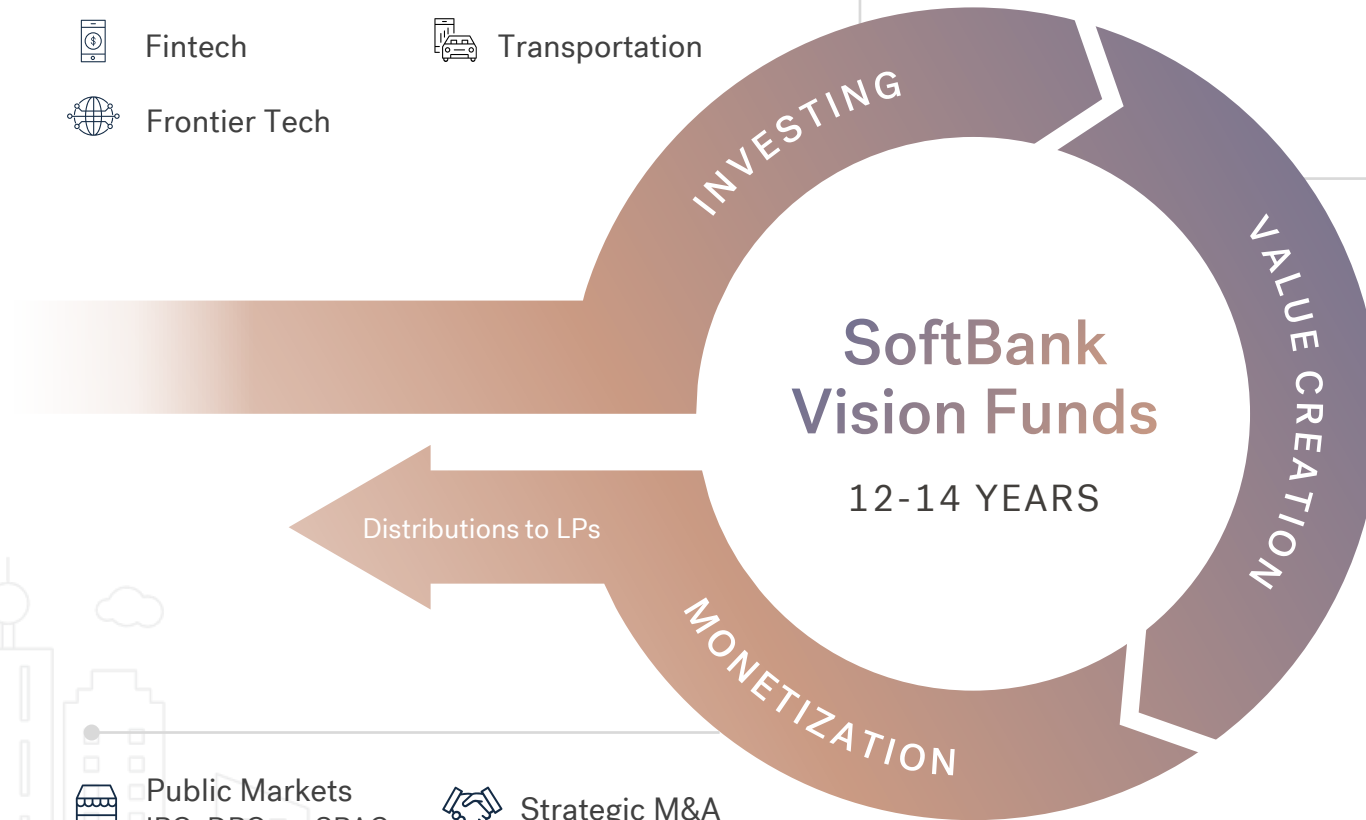 Fintech
Transportation
Frontier Tech
INVESTING
VALUE CREATION
SoftBank
Vision Funds
12-14 YEARS
Distributions to LPs
MONETIZATION
Public Markets
Strategic M&A